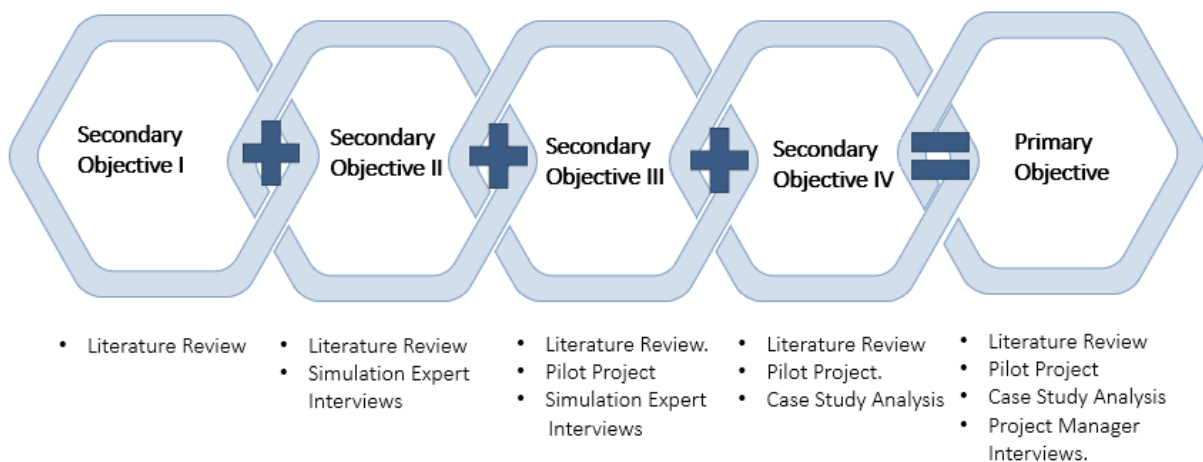 Secondary
Objective I
Secondary
Objective II
Secondary
Objective III
Secondary
Objective IV
Primary
Objective
• Literature Review
• Literature Review
• Simulation Expert
Interviews
• Literature Review.
• Pilot Project
• Simulation Expert
Interviews
• Literature Review
• Pilot Project.
• Case Study Analysis
• Literature Review
• Pilot Project
• Case Study Analysis
• Project Manager
Interviews.